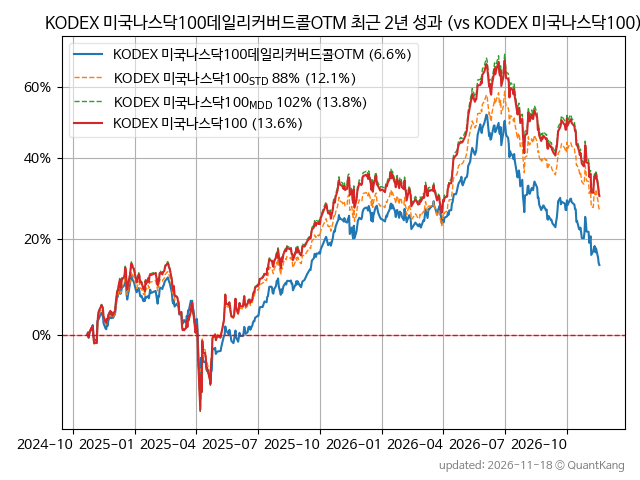 KODEX 미국나스닥100데일리커버드콜OTM 최근 2년 성과 (vs KODEX 미국나스닥100)
KODEX 미국나스닥100데일리커버드콜OTM (6.6%)
KODEX 미국나스닥100STD 88% (12.1%)
KODEX 미국나스닥100MDD 102% (13.8%)
KODEX 미국나스닥100 (13.6%)
60%
40%
20%
0%
2024-10 2025-01 2025-04 2025-07 2025-10 2026-01 2026-04 2026-07 2026-10
updated: 2026-11-18 © QuantKang